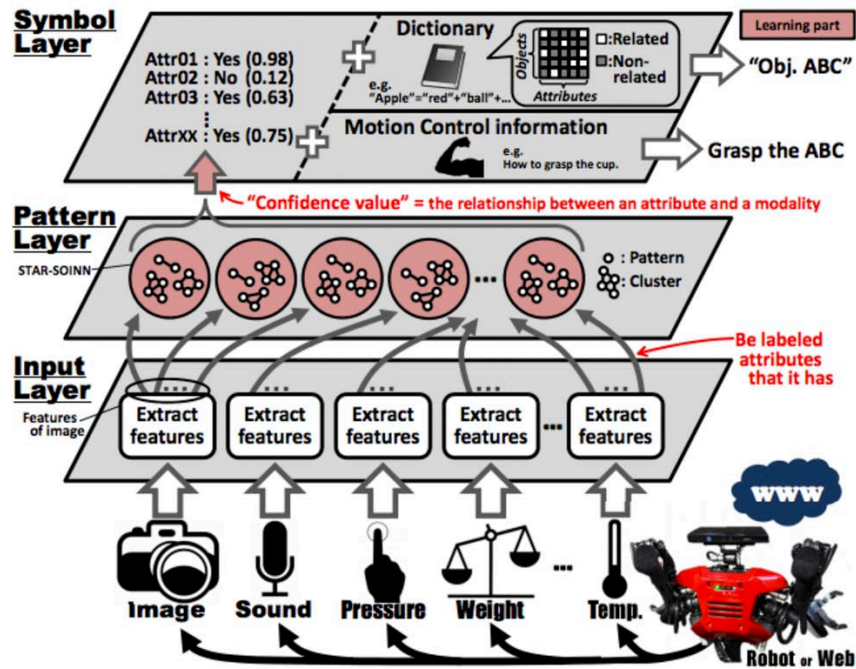 Symbol
Layer
Learning part
Attr01 : Yes (0.98)
Attr02 : No (0.12)
Attr03 : Yes (0.63)
⋮
AttrXX : Yes (0.75)
Dictionary
e.g.
“Apple”=“red”+“ball”+...
Objects
Attributes
:Related
:Non-
related
“Obj. ABC”
Motion Control information
e.g.
How to grasp the cup.
Grasp the ABC
“Confidence value” = the relationship between an attribute and a modality
Pattern
Layer
STAR-SOINN
...
: Pattern
: Cluster
Be labeled
attributes
that it has
Input
Layer
Features
of image
... ... ... ... ...
Extract
features
Extract
features
Extract
features
Extract
features
...
Extract
features
www
...
Image
Sound
Pressure
Weight
Temp.
Robot or Web